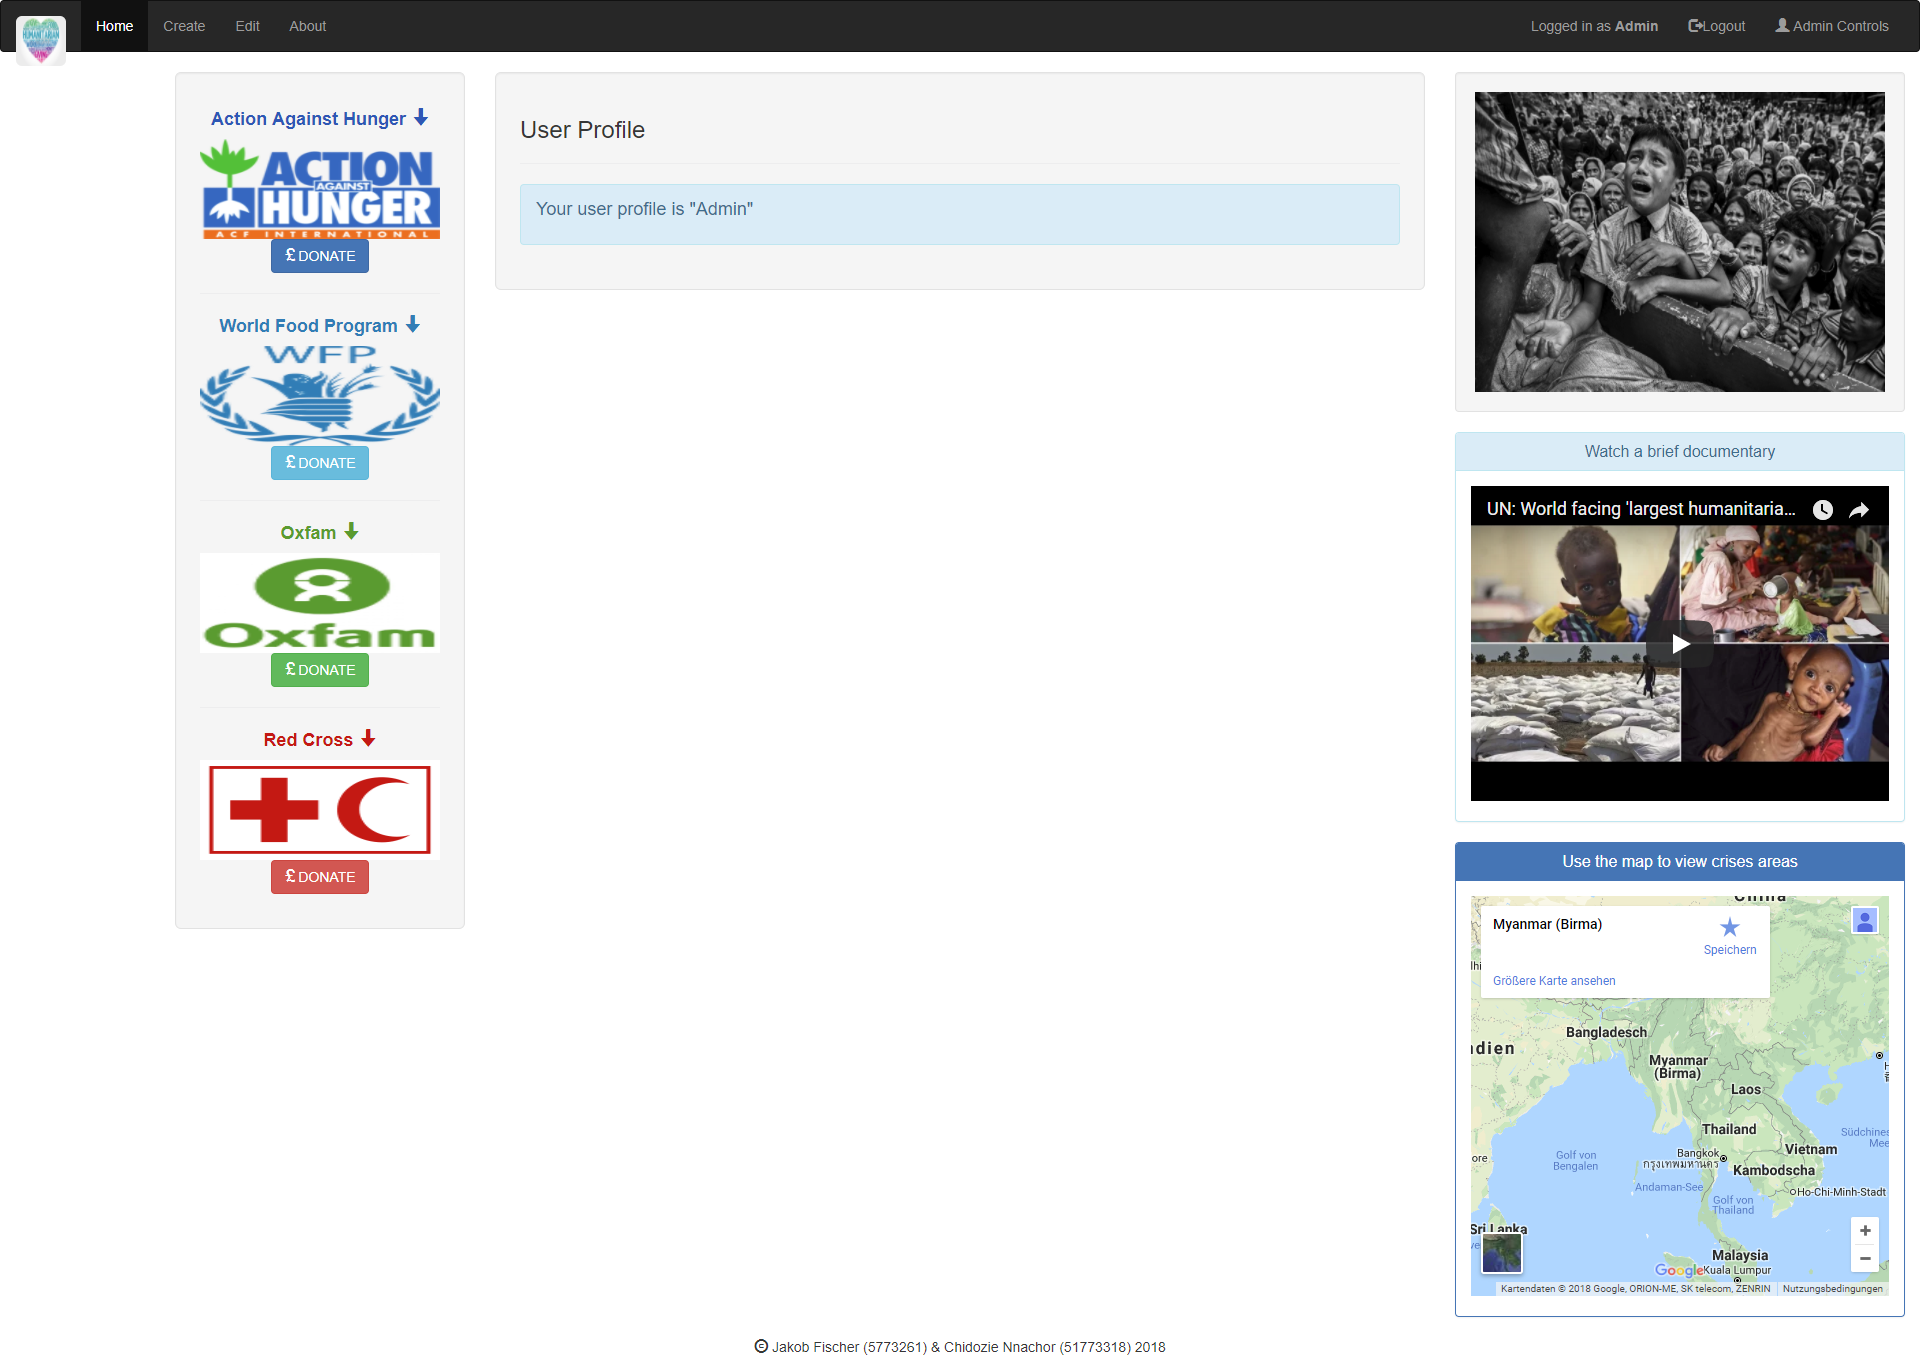 Home Create Edit About Logged in as Admin Logout Admin Controls
Action Against Hunger
ACTION
AGAINST
HUNGER
ACF INTERNATIONAL
£ DONATE
World Food Program
WFP
£ DONATE
Oxfam
Oxfam
£ DONATE
Red Cross
£ DONATE
User Profile
Your user profile is "Admin"
Watch a brief documentary
UN: World facing 'largest humanitaria...
Use the map to view crises areas
China
Myanmar (Birma)
Speichern
Größere Karte ansehen
lhi
Bangladesch
ndien
Myanmar
(Birma)
Laos
Thailand
Südchines
Mee
Vietnam
Golf von
Bengalen
ore
Bangkok
กรุงเทพมหานคร
Kambodscha
Andaman-See
Ho-Chi-Minh-Stadt
Golf von
Thailand
Sri Lanka
Malaysia
Google
Kuala Lumpur
Kartendaten © 2018 Google, ORION-ME, SK telecom, ZENRIN Nutzungsbedingungen
© Jakob Fischer (5773261) & Chidozie Nnachor (51773318) 2018